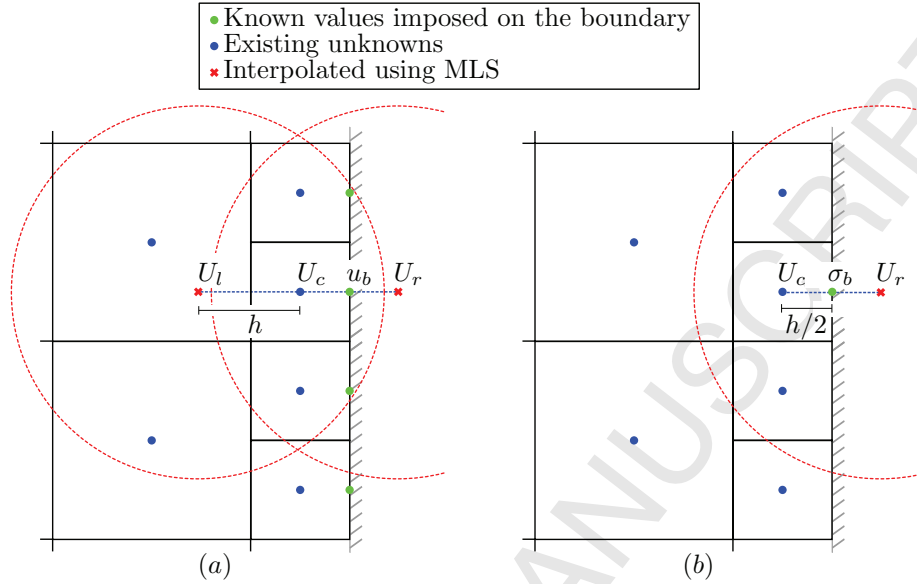 Known values imposed on the boundary
Existing unknowns
Interpolated using MLS
U_l U_c u_b U_r
h
U_c σ_b U_r
h/2
(a) (b)
ANUSCRIPT